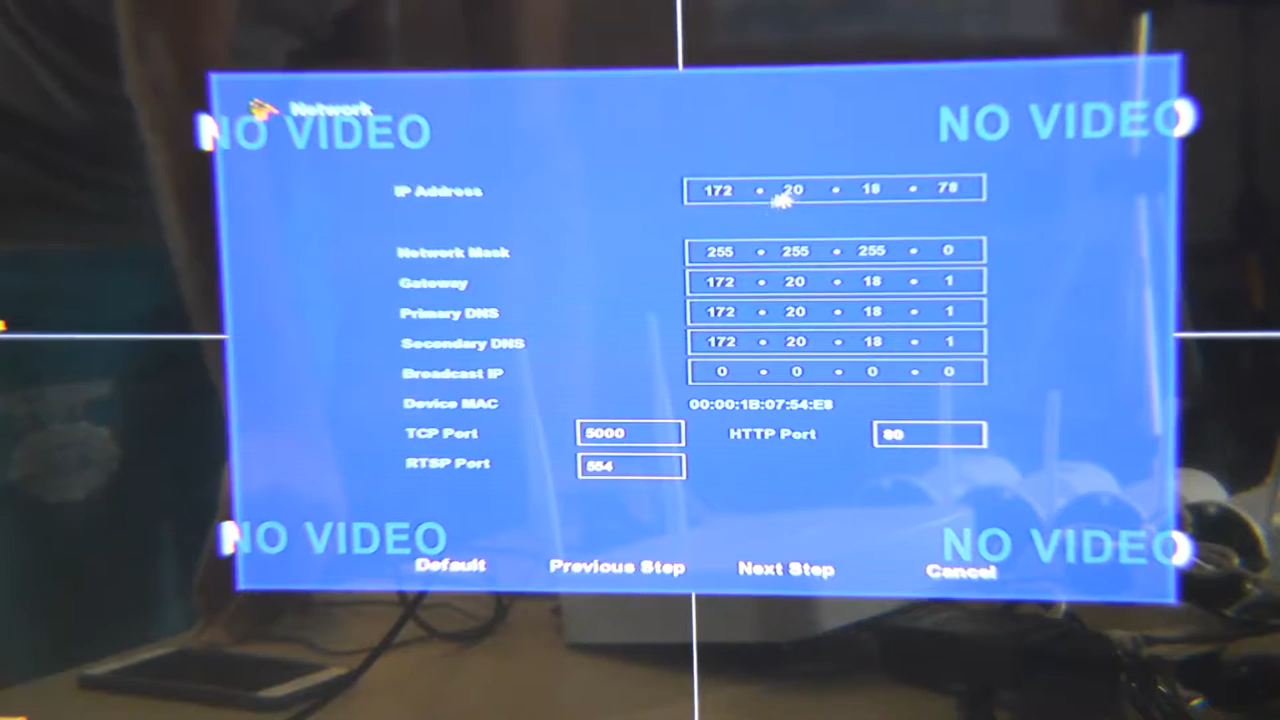 Network
NO VIDEO NO VIDEO
IP Address 172 . 20 . 18 . 78
Network Mask 255 . 255 . 255 . 0
Gateway 172 . 20 . 18 . 1
Primary DNS 172 . 20 . 18 . 1
Secondary DNS 172 . 20 . 18 . 1
Broadcast IP 0 . 0 . 0 . 0
Device MAC 00:00:1B:07:54:E8
TCP Port 5000 HTTP Port 80
RTSP Port 554
NO VIDEO NO VIDEO
Default Previous Step Next Step Cancel